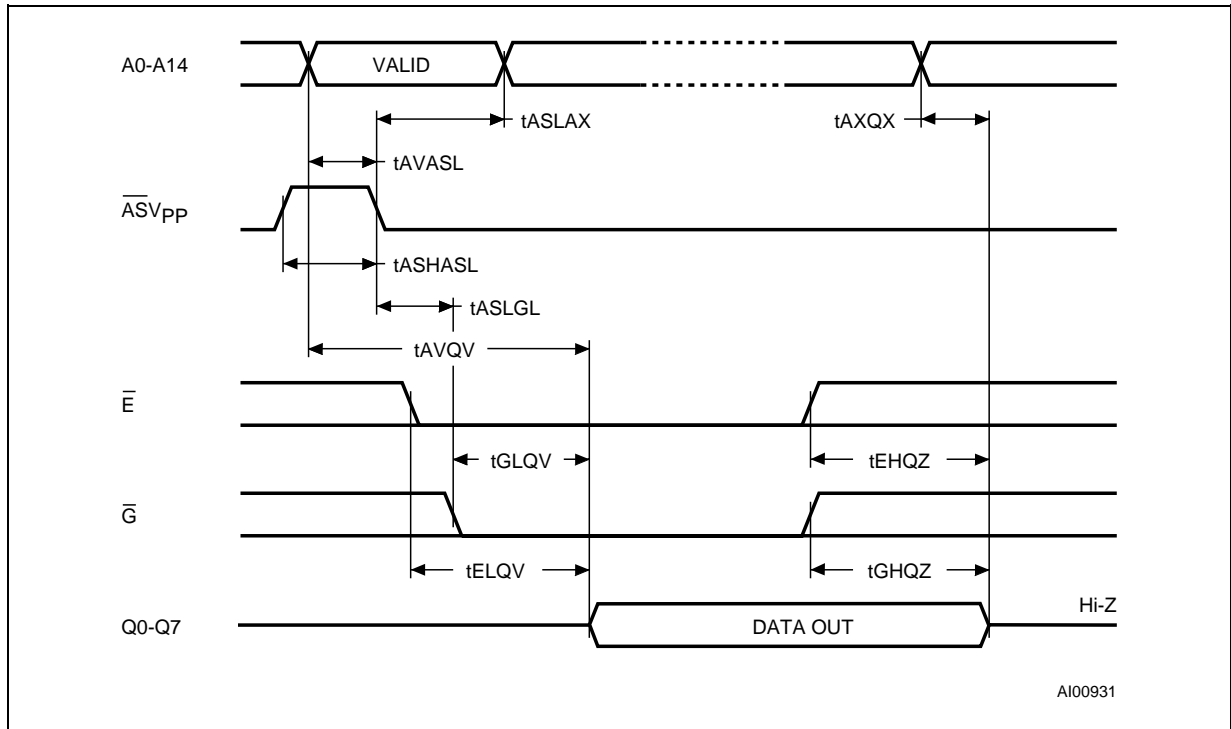 A0-A14
VALID
tASLAX
tAXQX
tAVASL
A̅S̅VPP
tASHASL
tASLGL
tAVQV
E̅
tGLQV
tEHQZ
G̅
tELQV
tGHQZ
Hi-Z
Q0-Q7
DATA OUT
AI00931